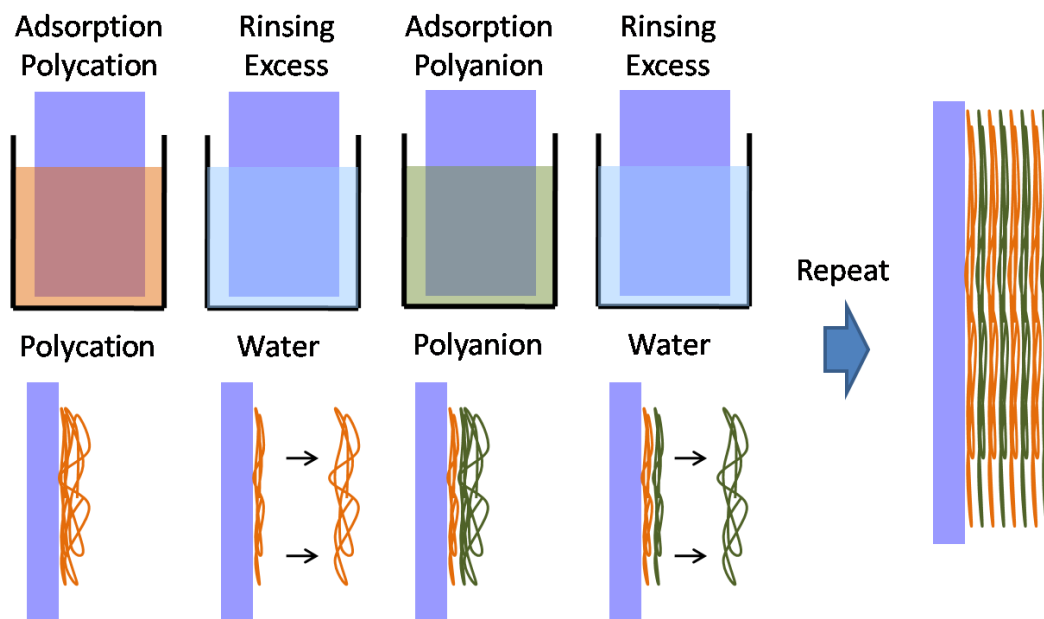 Adsorption
Polycation
Rinsing
Excess
Adsorption
Polyanion
Rinsing
Excess
Repeat
Polycation
Water
Polyanion
Water